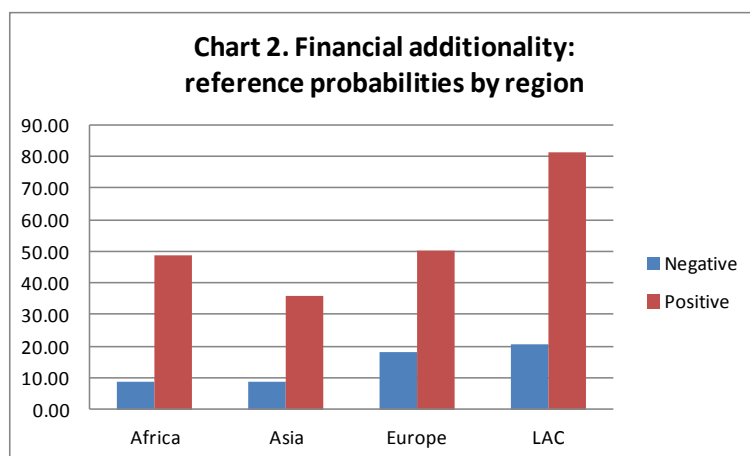 Chart 2. Financial additionality:
reference probabilities by region
90.00
80.00
70.00
60.00
50.00
40.00
30.00
20.00
10.00
0.00
Africa
Asia
Europe
LAC
Negative
Positive